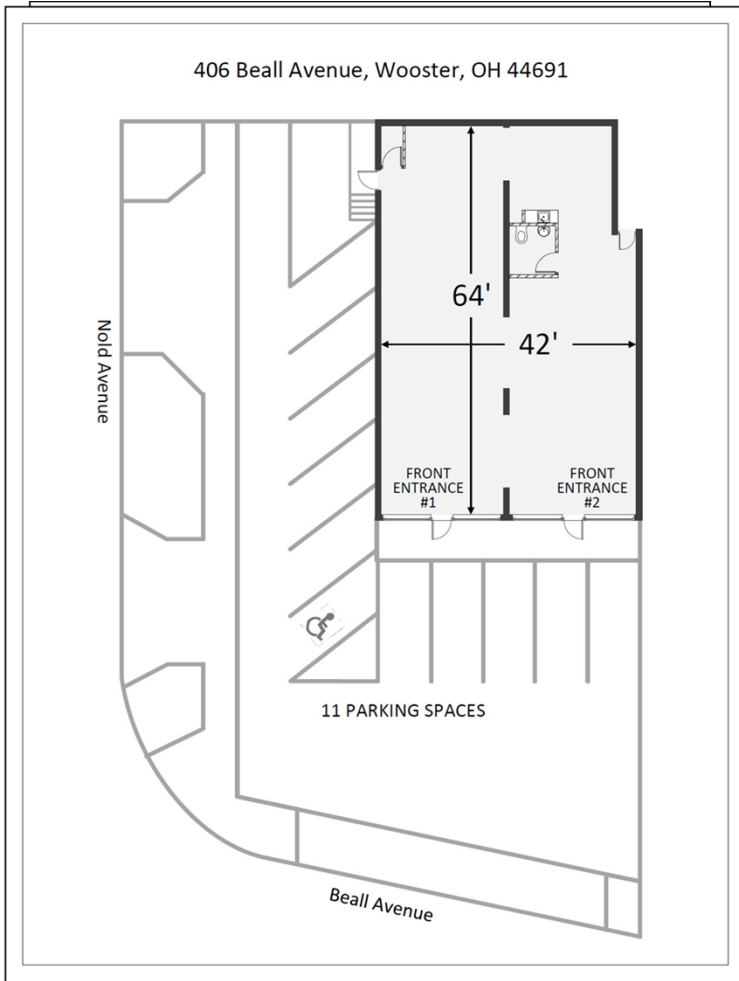 406 Beall Avenue, Wooster, OH 44691
Nold Avenue
64'
42'
FRONT
ENTRANCE
#1
FRONT
ENTRANCE
#2
11 PARKING SPACES
Beall Avenue